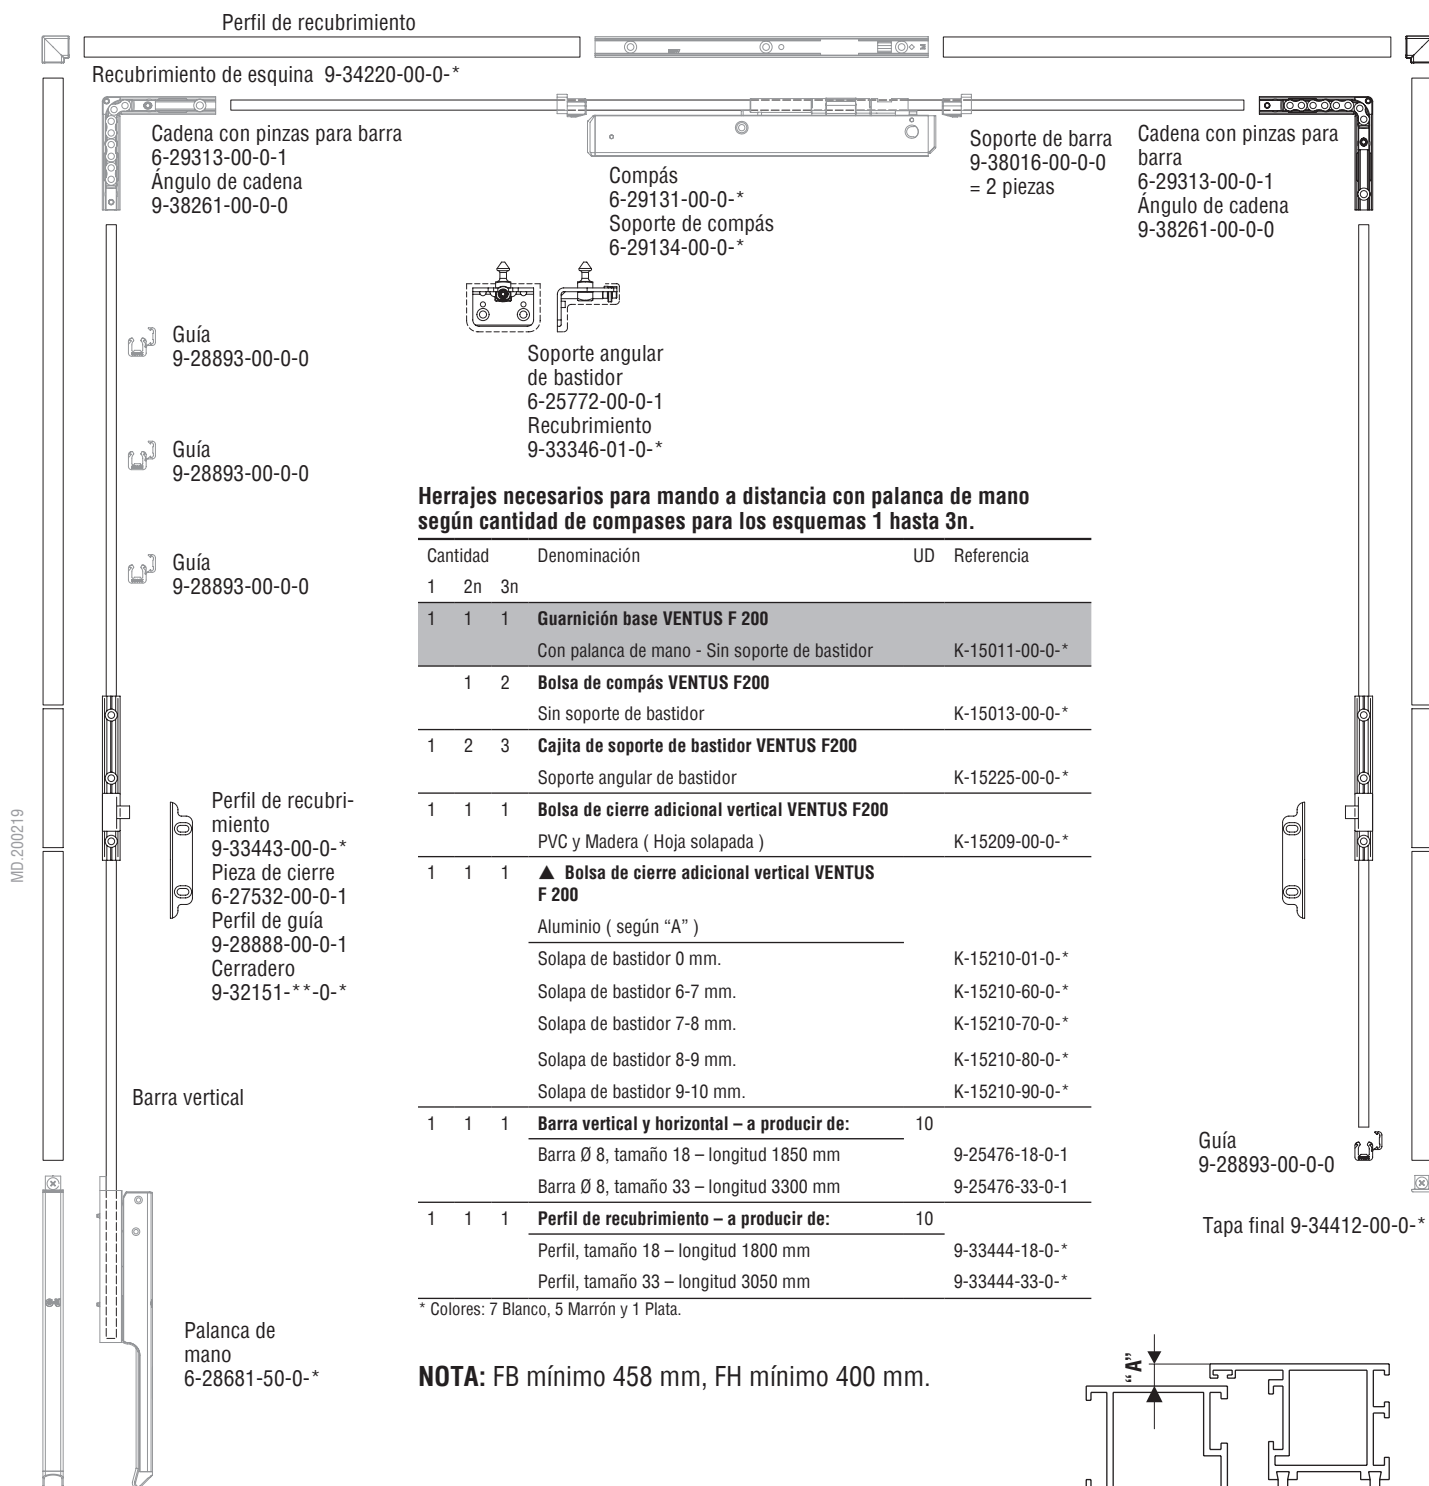 Perfil de recubrimiento
Recubrimiento de esquina 9-34220-00-0-*
Cadena con pinzas para barra
6-29313-00-0-1
Ángulo de cadena
9-38261-00-0-0
Compás
6-29131-00-0-*
Soporte de compás
6-29134-00-0-*
Soporte de barra
9-38016-00-0-0
= 2 piezas
Cadena con pinzas para
barra
6-29313-00-0-1
Ángulo de cadena
9-38261-00-0-0
Guía
9-28893-00-0-0
Soporte angular
de bastidor
6-25772-00-0-1
Recubrimiento
9-33346-01-0-*
Guía
9-28893-00-0-0
Guía
9-28893-00-0-0
Herrajes necesarios para mando a distancia con palanca de mano
según cantidad de compases para los esquemas 1 hasta 3n.
Cantidad Denominación UD Referencia
1 2n 3n
1 1 1 Guarnición base VENTUS F 200
Con palanca de mano - Sin soporte de bastidor K-15011-00-0-*
1 2 Bolsa de compás VENTUS F200
Sin soporte de bastidor K-15013-00-0-*
1 2 3 Cajita de soporte de bastidor VENTUS F200
Soporte angular de bastidor K-15225-00-0-*
1 1 1 Bolsa de cierre adicional vertical VENTUS F200
PVC y Madera ( Hoja solapada ) K-15209-00-0-*
1 1 1 ▲ Bolsa de cierre adicional vertical VENTUS
F 200
Aluminio ( según “A” )
Solapa de bastidor 0 mm. K-15210-01-0-*
Solapa de bastidor 6-7 mm. K-15210-60-0-*
Solapa de bastidor 7-8 mm. K-15210-70-0-*
Solapa de bastidor 8-9 mm. K-15210-80-0-*
Solapa de bastidor 9-10 mm. K-15210-90-0-*
1 1 1 Barra vertical y horizontal – a producir de: 10
Barra Ø 8, tamaño 18 – longitud 1850 mm 9-25476-18-0-1
Barra Ø 8, tamaño 33 – longitud 3300 mm 9-25476-33-0-1
1 1 1 Perfil de recubrimiento – a producir de: 10
Perfil, tamaño 18 – longitud 1800 mm 9-33444-18-0-*
Perfil, tamaño 33 – longitud 3050 mm 9-33444-33-0-*
* Colores: 7 Blanco, 5 Marrón y 1 Plata.
NOTA: FB mínimo 458 mm, FH mínimo 400 mm.
Perfil de recubri-
miento
9-33443-00-0-*
Pieza de cierre
6-27532-00-0-1
Perfil de guía
9-28888-00-0-1
Cerradero
9-32151-**-0-*
MD.200219
Barra vertical
Palanca de
mano
6-28681-50-0-*
Guía
9-28893-00-0-0
Tapa final 9-34412-00-0-*
“A”